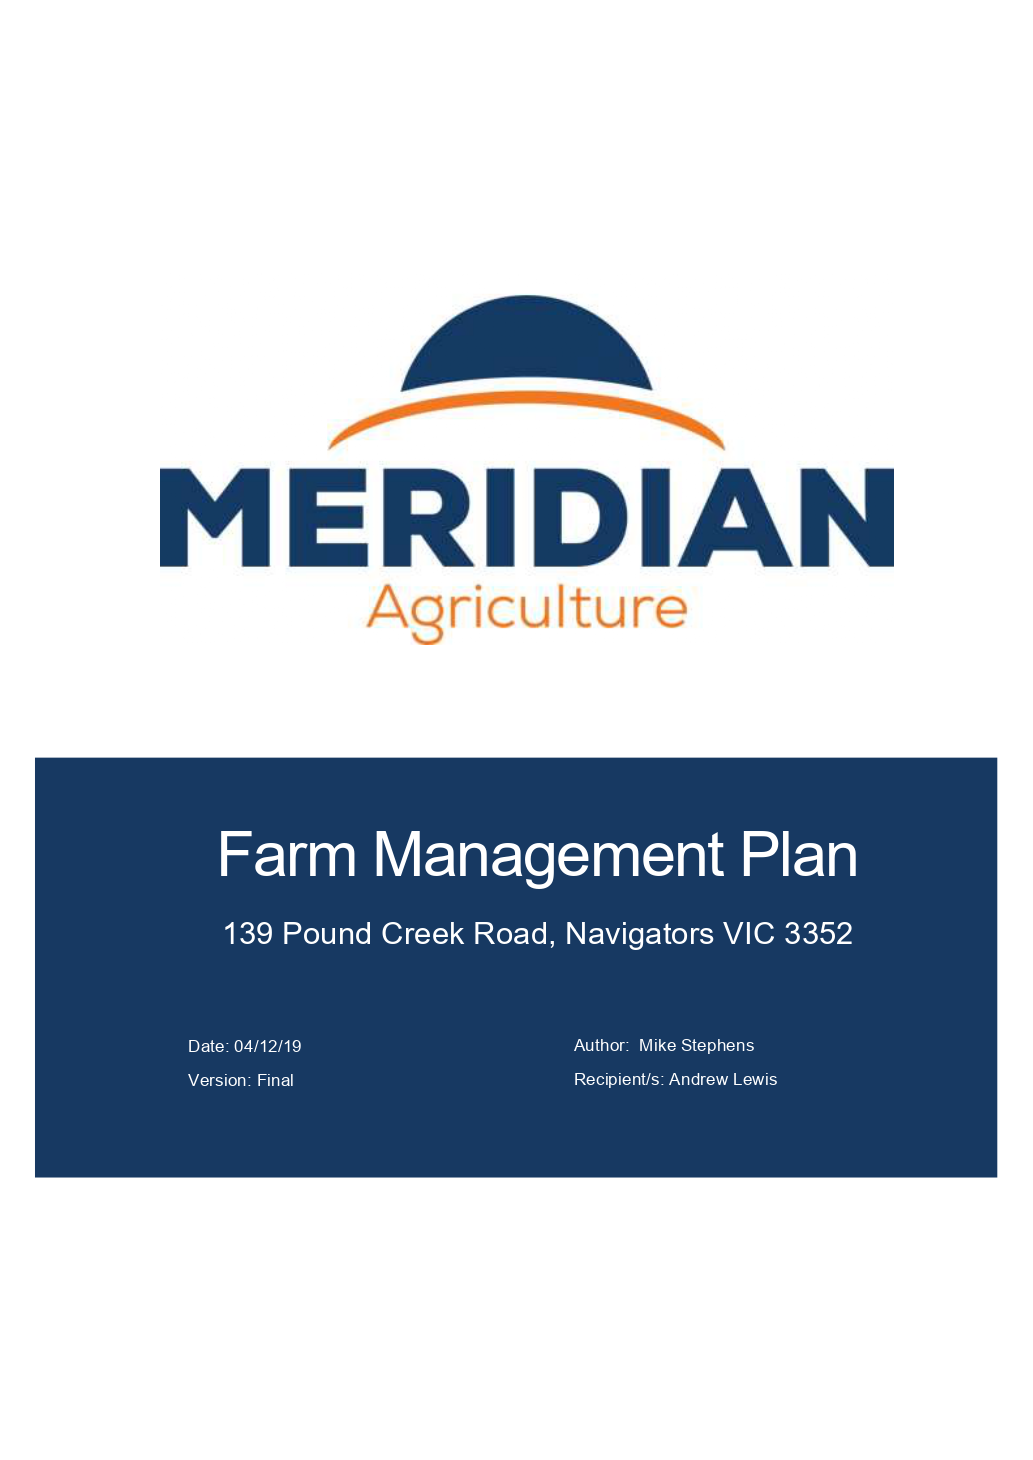 MERIDIAN
Agriculture
Farm Management Plan
139 Pound Creek Road, Navigators VIC 3352
Date: 04/12/19
Author: Mike Stephens
Version: Final
Recipient/s: Andrew Lewis